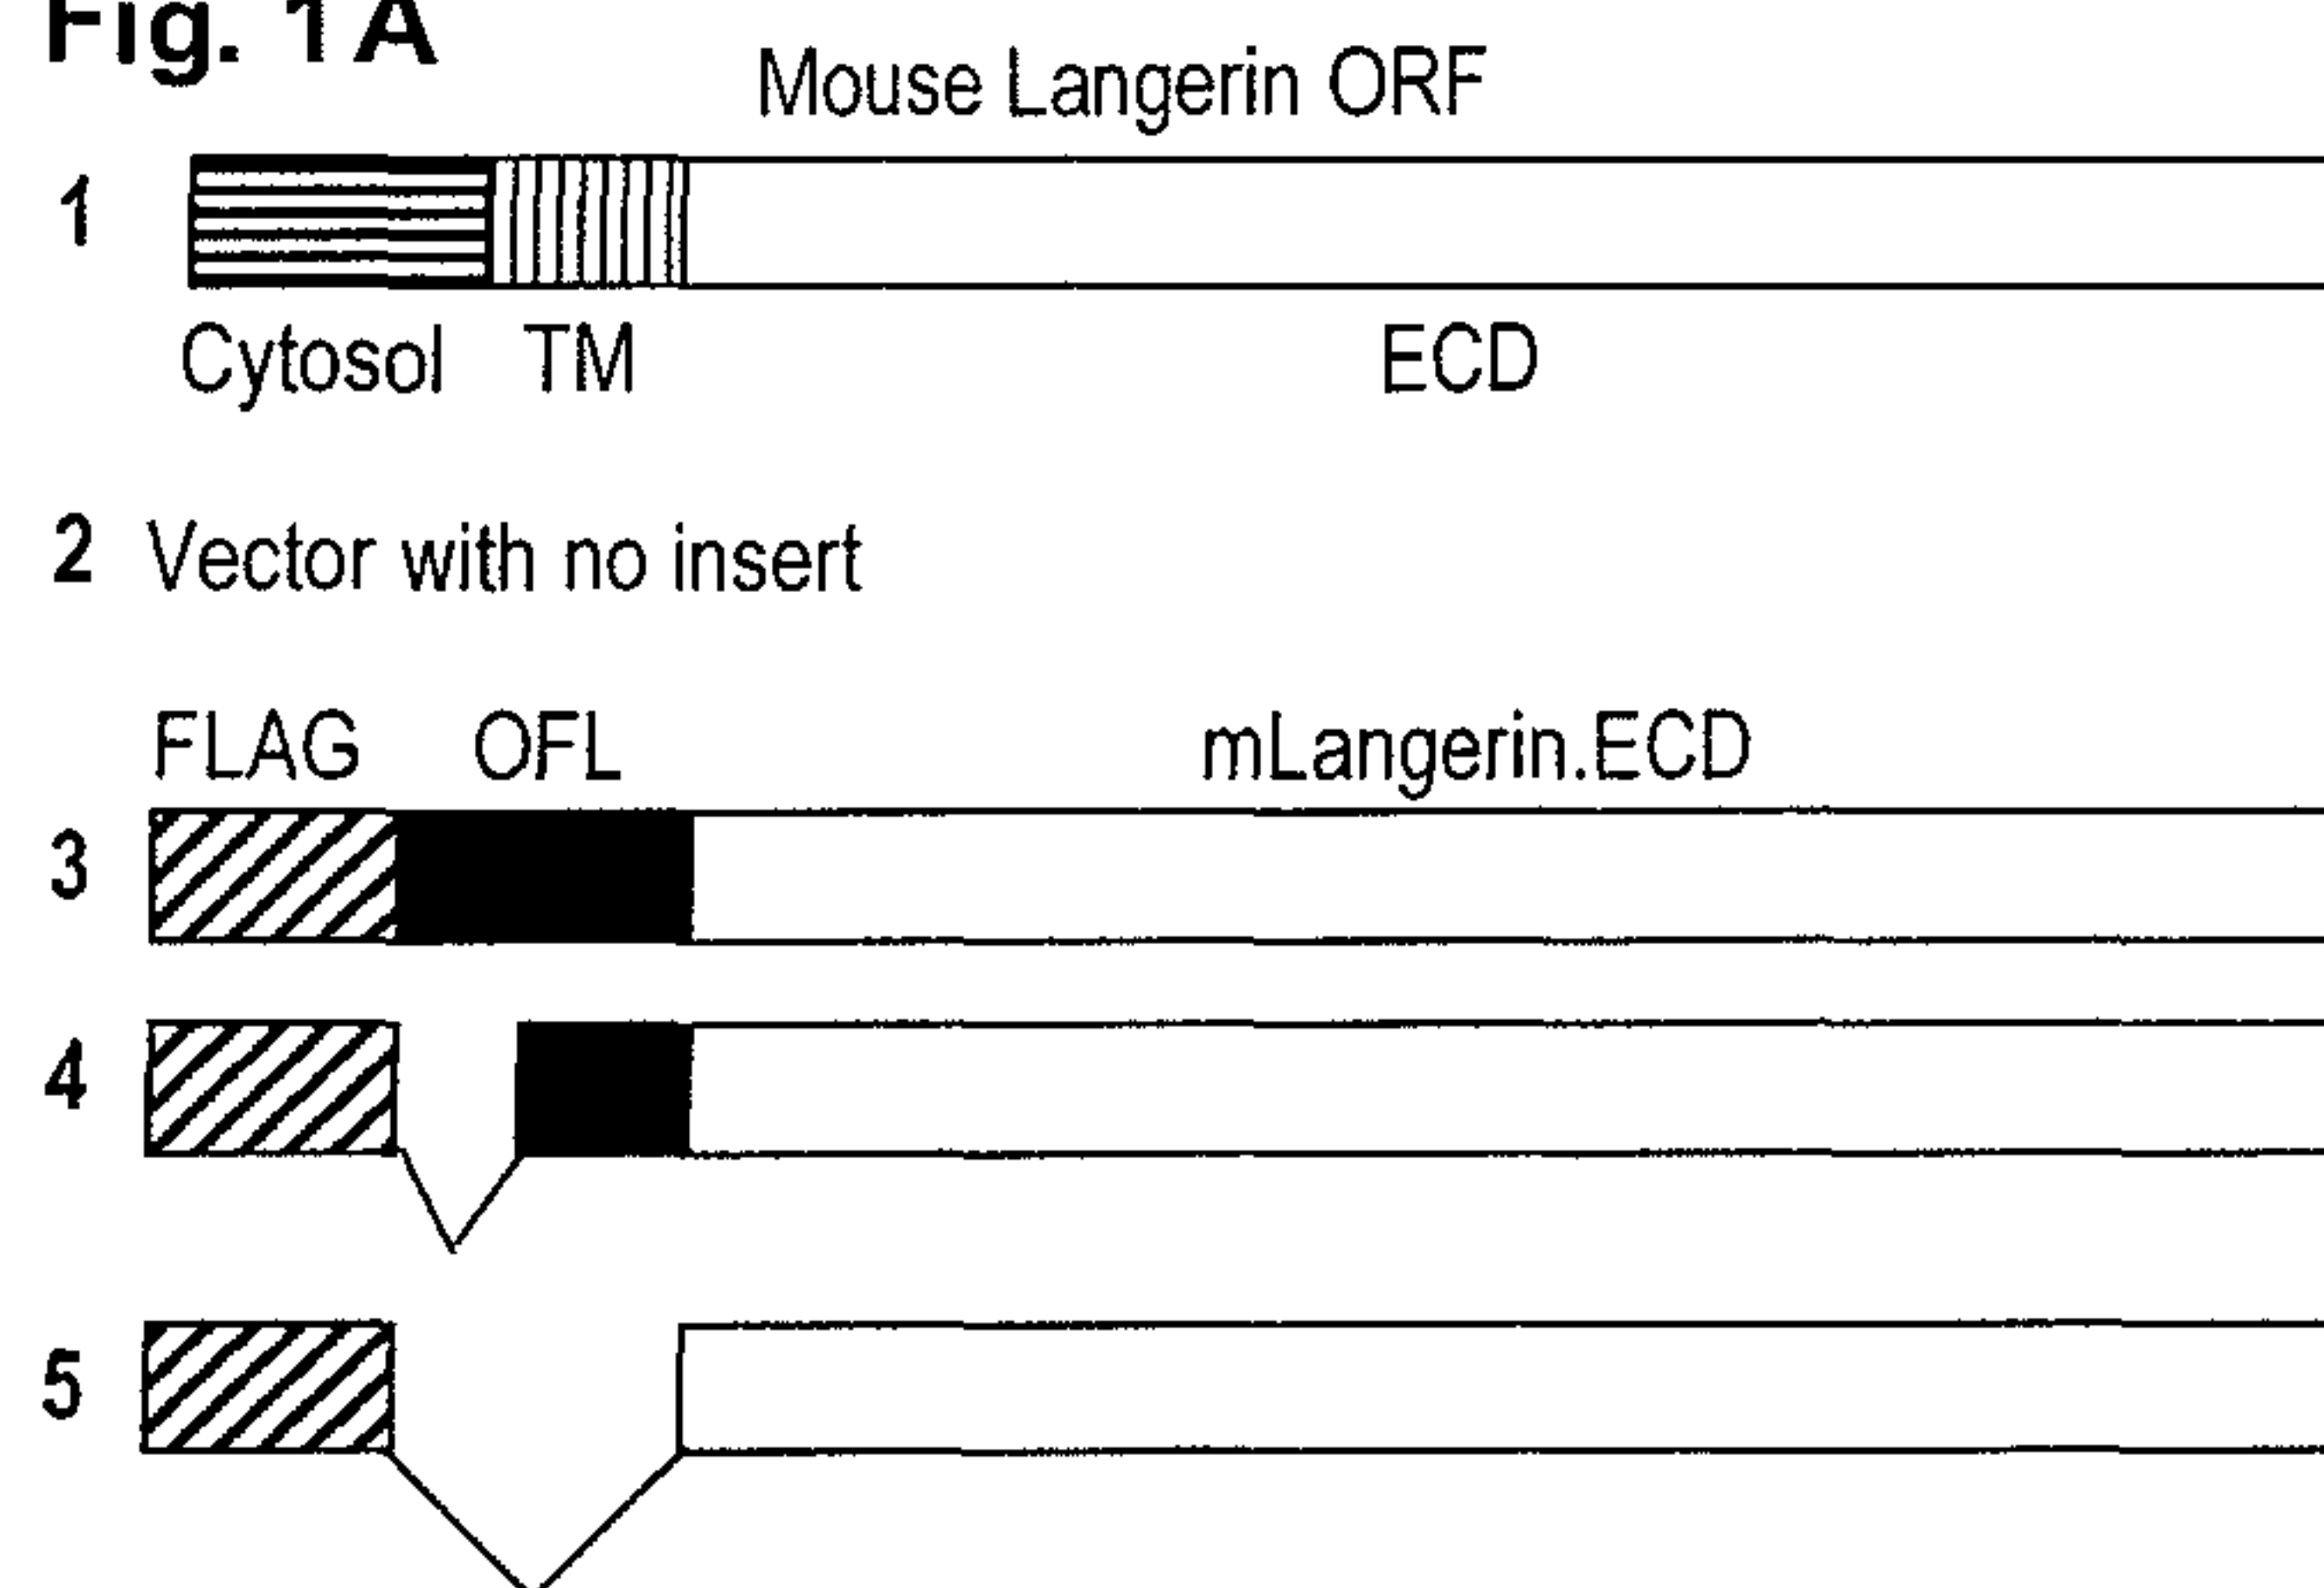 Fig. 1A
Mouse Langerin ORF
1
Cytosol TM ECD
2 Vector with no insert
FLAG OFL mLangerin.ECD
3
4
5